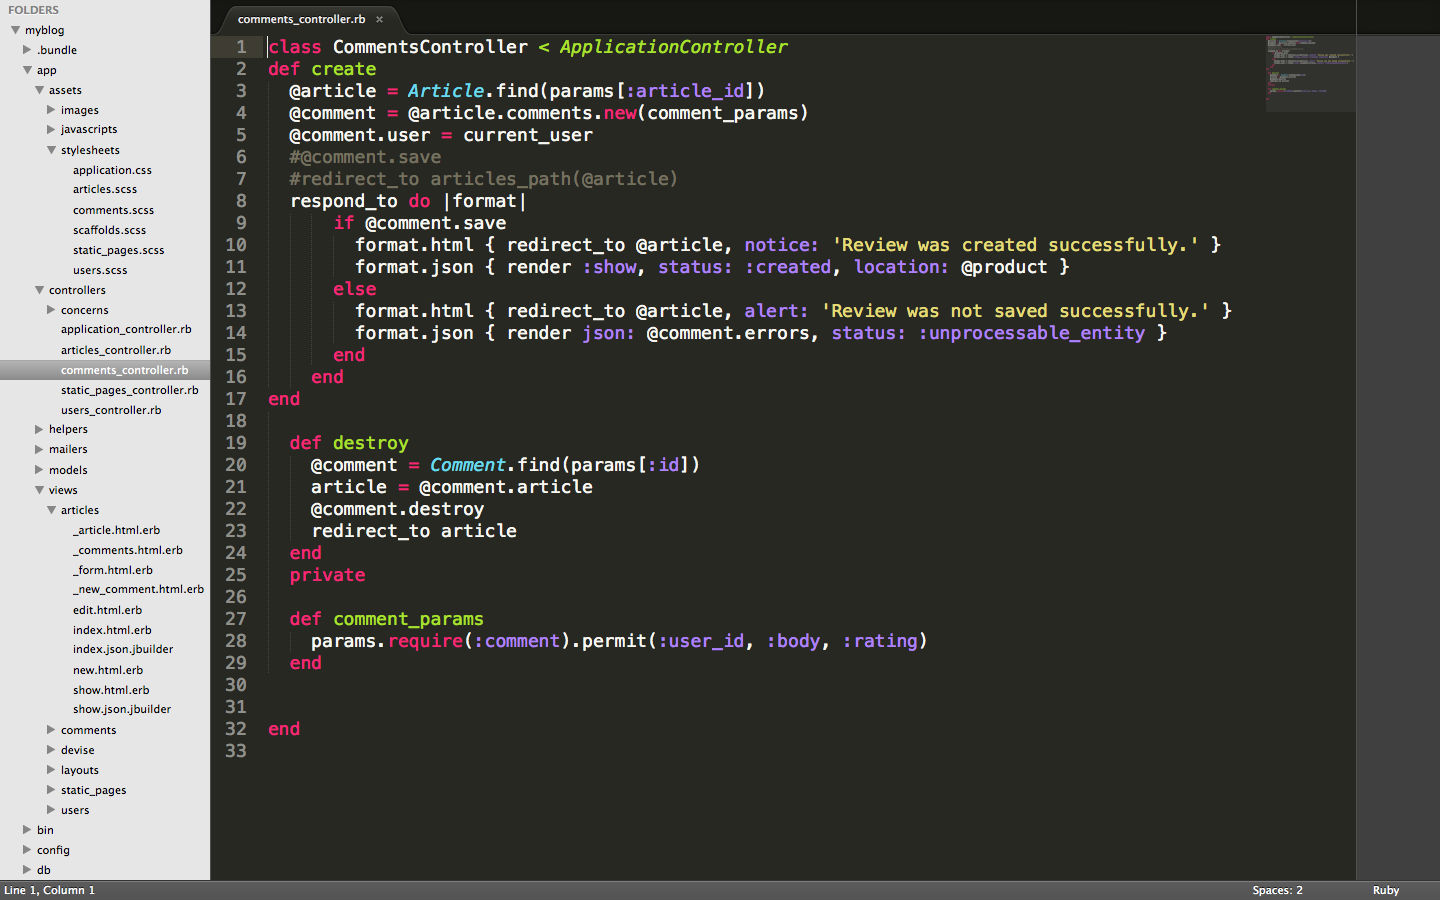 FOLDERS
myblog
.bundle
app
assets
images
javascripts
stylesheets
application.css
articles.scss
comments.scss
scaffolds.scss
static_pages.scss
users.scss
controllers
concerns
application_controller.rb
articles_controller.rb
comments_controller.rb
static_pages_controller.rb
users_controller.rb
helpers
mailers
models
views
articles
_article.html.erb
_comments.html.erb
_form.html.erb
_new_comment.html.erb
edit.html.erb
index.html.erb
index.json.jbuilder
new.html.erb
show.html.erb
show.json.jbuilder
comments
devise
layouts
static_pages
users
bin
config
db
comments_controller.rb ×
1 class CommentsController < ApplicationController
2 def create
3   @article = Article.find(params[:article_id])
4   @comment = @article.comments.new(comment_params)
5   @comment.user = current_user
6   #@comment.save
7   #redirect_to articles_path(@article)
8   respond_to do |format|
9       if @comment.save
10         format.html { redirect_to @article, notice: 'Review was created successfully.' }
11         format.json { render :show, status: :created, location: @product }
12       else
13         format.html { redirect_to @article, alert: 'Review was not saved successfully.' }
14         format.json { render json: @comment.errors, status: :unprocessable_entity }
15       end
16     end
17 end
18
19   def destroy
20     @comment = Comment.find(params[:id])
21     article = @comment.article
22     @comment.destroy
23     redirect_to article
24   end
25   private
26
27   def comment_params
28     params.require(:comment).permit(:user_id, :body, :rating)
29   end
30
31
32 end
33
Line 1, Column 1
Spaces: 2
Ruby